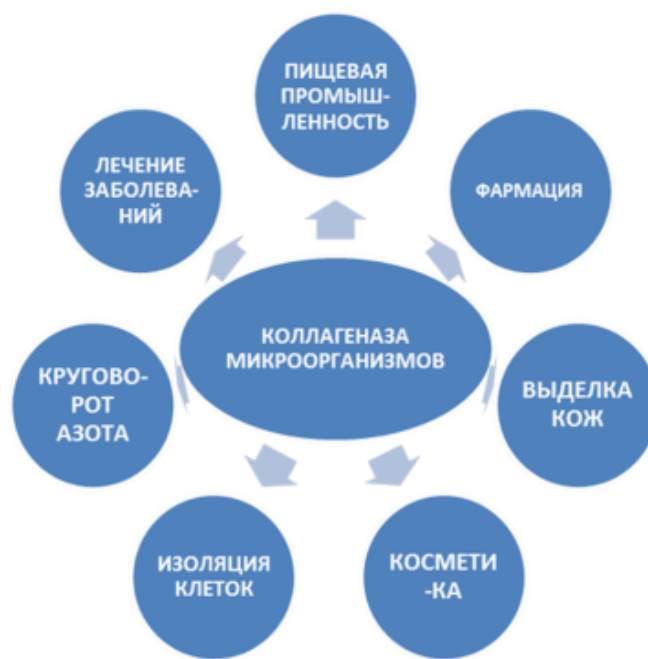 ПИЩЕВАЯ
ПРОМЫШ-
ЛЕННОСТЬ
ЛЕЧЕНИЕ
ЗАБОЛЕВА-
НИЙ
ФАРМАЦИЯ
КОЛЛАГЕНАЗА
МИКРООРГАНИЗМОВ
КРУГОВО-
РОТ
АЗОТА
ВЫДЕЛКА
КОЖ
ИЗОЛЯЦИЯ
КЛЕТОК
КОСМЕТИ
-КА